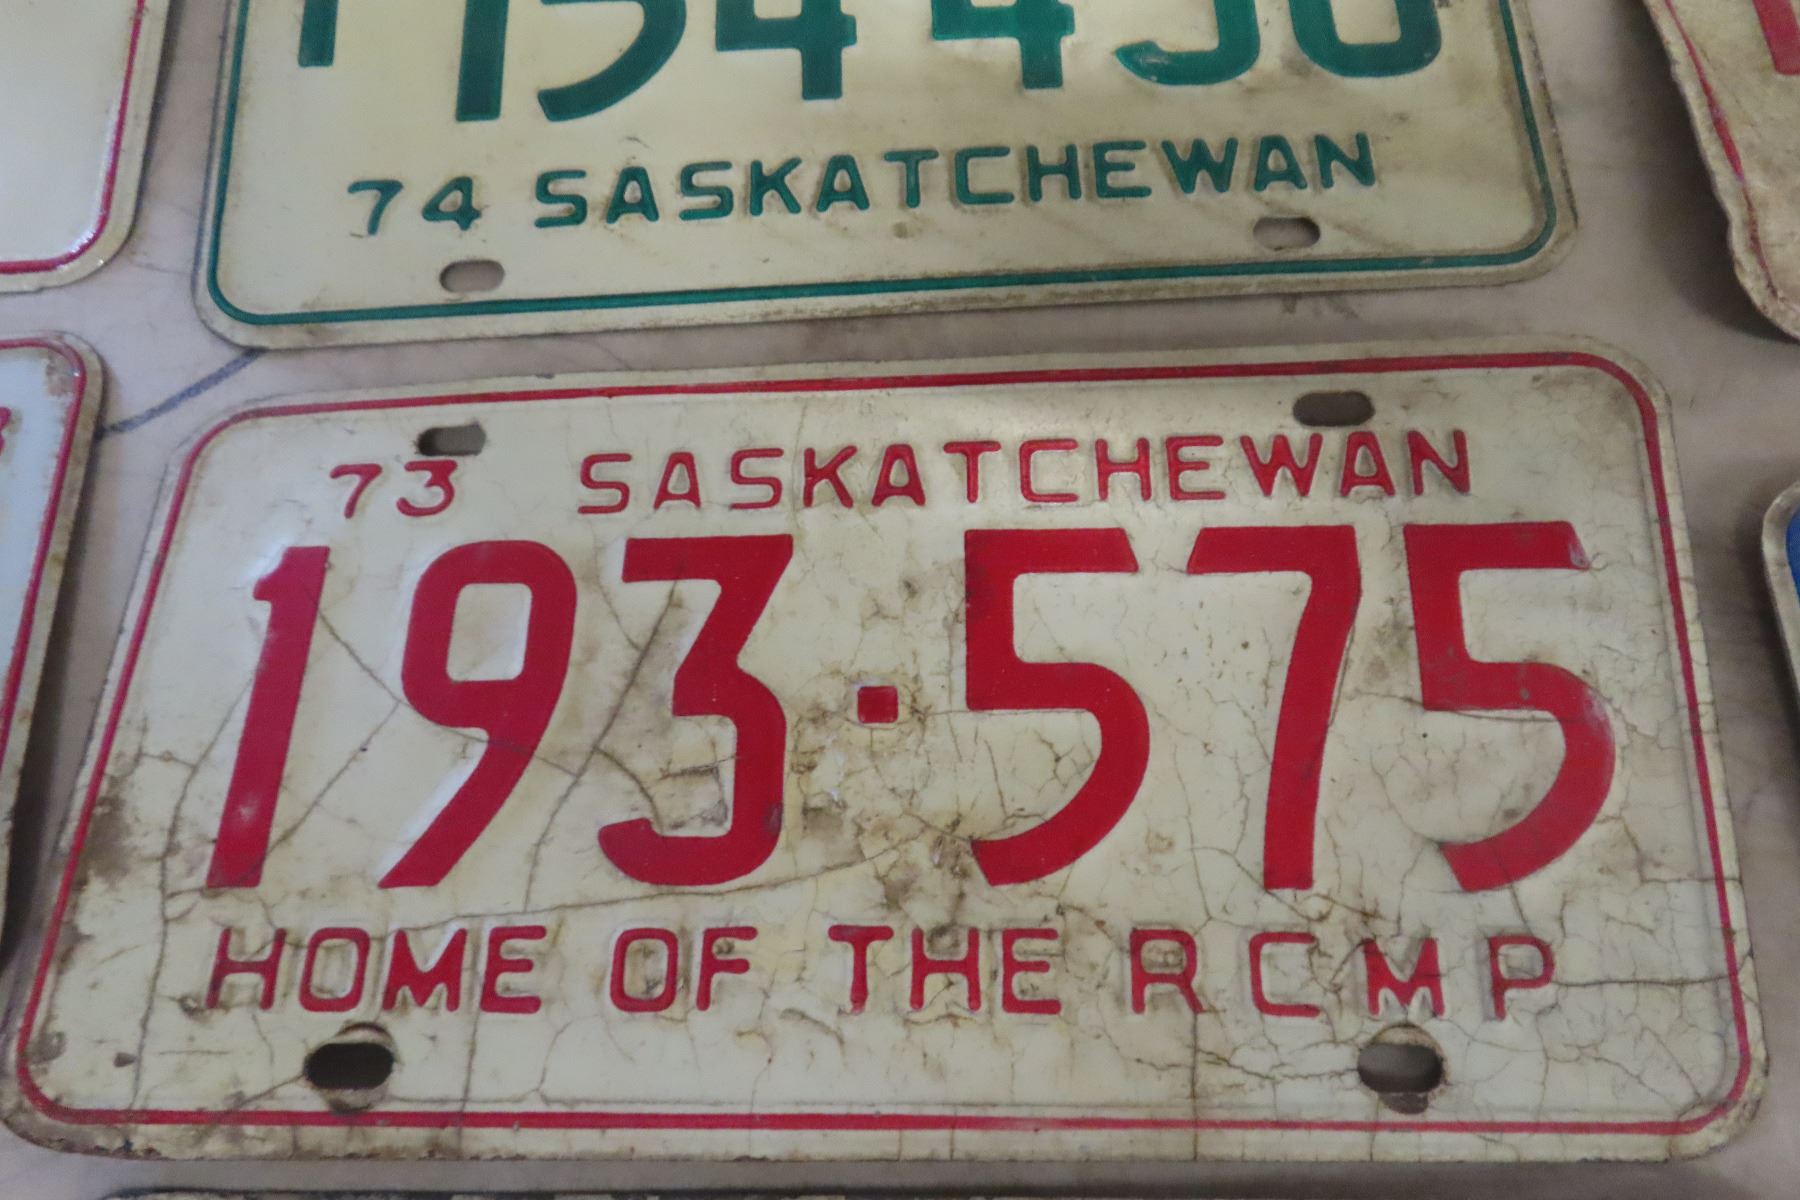 74 SASKATCHEWAN
73 SASKATCHEWAN
193·575
HOME OF THE RCMP